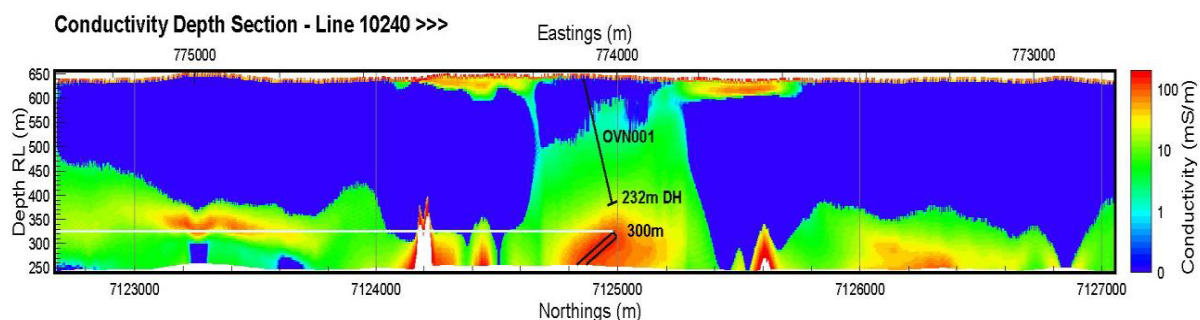 Conductivity Depth Section - Line 10240 >>>
Eastings (m)
775000 774000 773000
650
600
550
500
450
400
350
300
250
Depth RL (m)
OVN001
232m DH
300m
100
10
1
0
Conductivity (mS/m)
7123000 7124000 7125000 7126000 7127000
Northings (m)